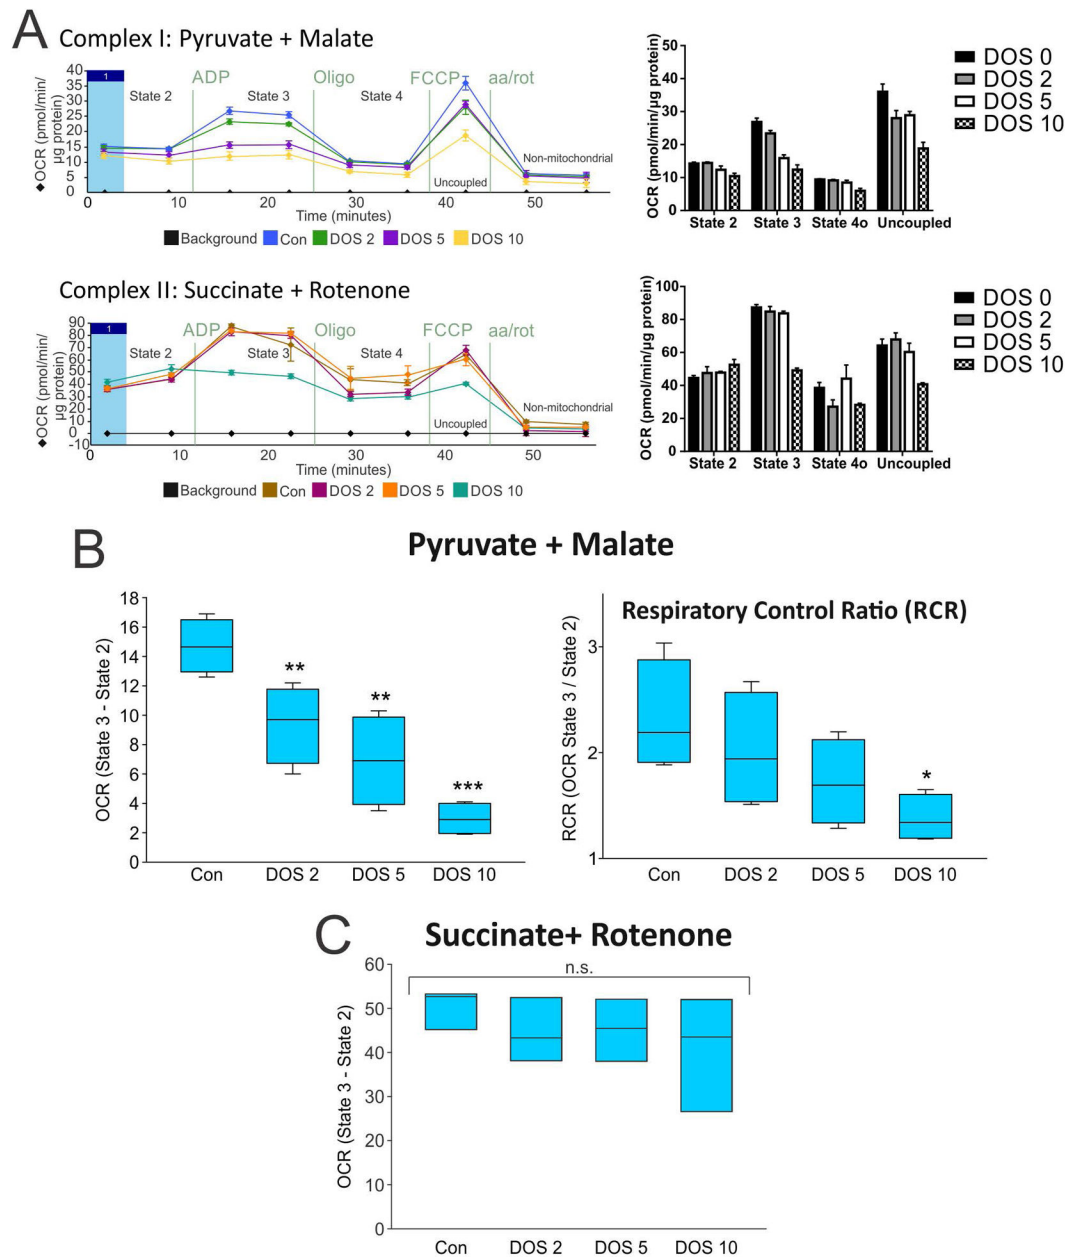 A
Complex I: Pyruvate + Malate
◆OCR (pmol/min/
µg protein)
40
35
30
25
20
15
10
5
0
1
ADP
Oligo
FCCP
aa/rot
State 2
State 3
State 4
Non-mitochondrial
Uncoupled
0
10
20
30
40
50
Time (minutes)
Background
Con
DOS 2
DOS 5
DOS 10
OCR (pmol/min/µg protein)
50
40
30
20
10
0
State 2
State 3
State 4o
Uncoupled
DOS 0
DOS 2
DOS 5
DOS 10
Complex II: Succinate + Rotenone
◆OCR (pmol/min/
µg protein)
90
80
70
60
50
40
30
20
10
0
-10
1
ADP
Oligo
FCCP
aa/rot
State 2
State 3
State 4
Non-mitochondrial
Uncoupled
0
10
20
30
40
50
Time (minutes)
Background
Con
DOS 2
DOS 5
DOS 10
OCR (pmol/min/µg protein)
100
80
60
40
20
0
State 2
State 3
State 4o
Uncoupled
DOS 0
DOS 2
DOS 5
DOS 10
B
Pyruvate + Malate
OCR (State 3 - State 2)
18
16
14
12
10
8
6
4
2
0
**
**
***
Con
DOS 2
DOS 5
DOS 10
Respiratory Control Ratio (RCR)
RCR (OCR State 3 / State 2)
3
2
1
*
Con
DOS 2
DOS 5
DOS 10
C
Succinate+ Rotenone
OCR (State 3 - State 2)
60
50
40
30
20
10
0
n.s.
Con
DOS 2
DOS 5
DOS 10